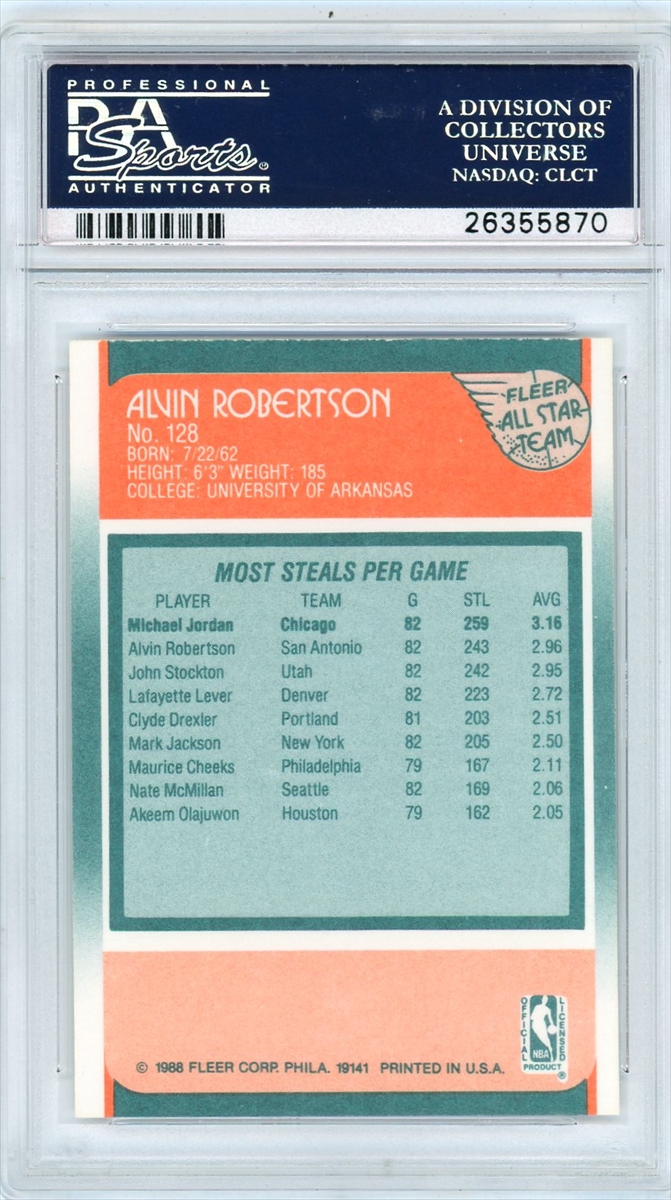 PROFESSIONAL
PSA
Sports®
AUTHENTICATOR
A DIVISION OF
COLLECTORS
UNIVERSE
NASDAQ: CLCT
26355870
ALVIN ROBERTSON
No. 128
BORN: 7/22/62
HEIGHT: 6'3" WEIGHT: 185
COLLEGE: UNIVERSITY OF ARKANSAS
FLEER
ALL STAR
TEAM
MOST STEALS PER GAME
PLAYER TEAM G STL AVG
Michael Jordan Chicago 82 259 3.16
Alvin Robertson San Antonio 82 243 2.96
John Stockton Utah 82 242 2.95
Lafayette Lever Denver 82 223 2.72
Clyde Drexler Portland 81 203 2.51
Mark Jackson New York 82 205 2.50
Maurice Cheeks Philadelphia 79 167 2.11
Nate McMillan Seattle 82 169 2.06
Akeem Olajuwon Houston 79 162 2.05
OFFICIAL
LICENSED
NBA
PRODUCT
®
© 1988 FLEER CORP. PHILA. 19141 PRINTED IN U.S.A.